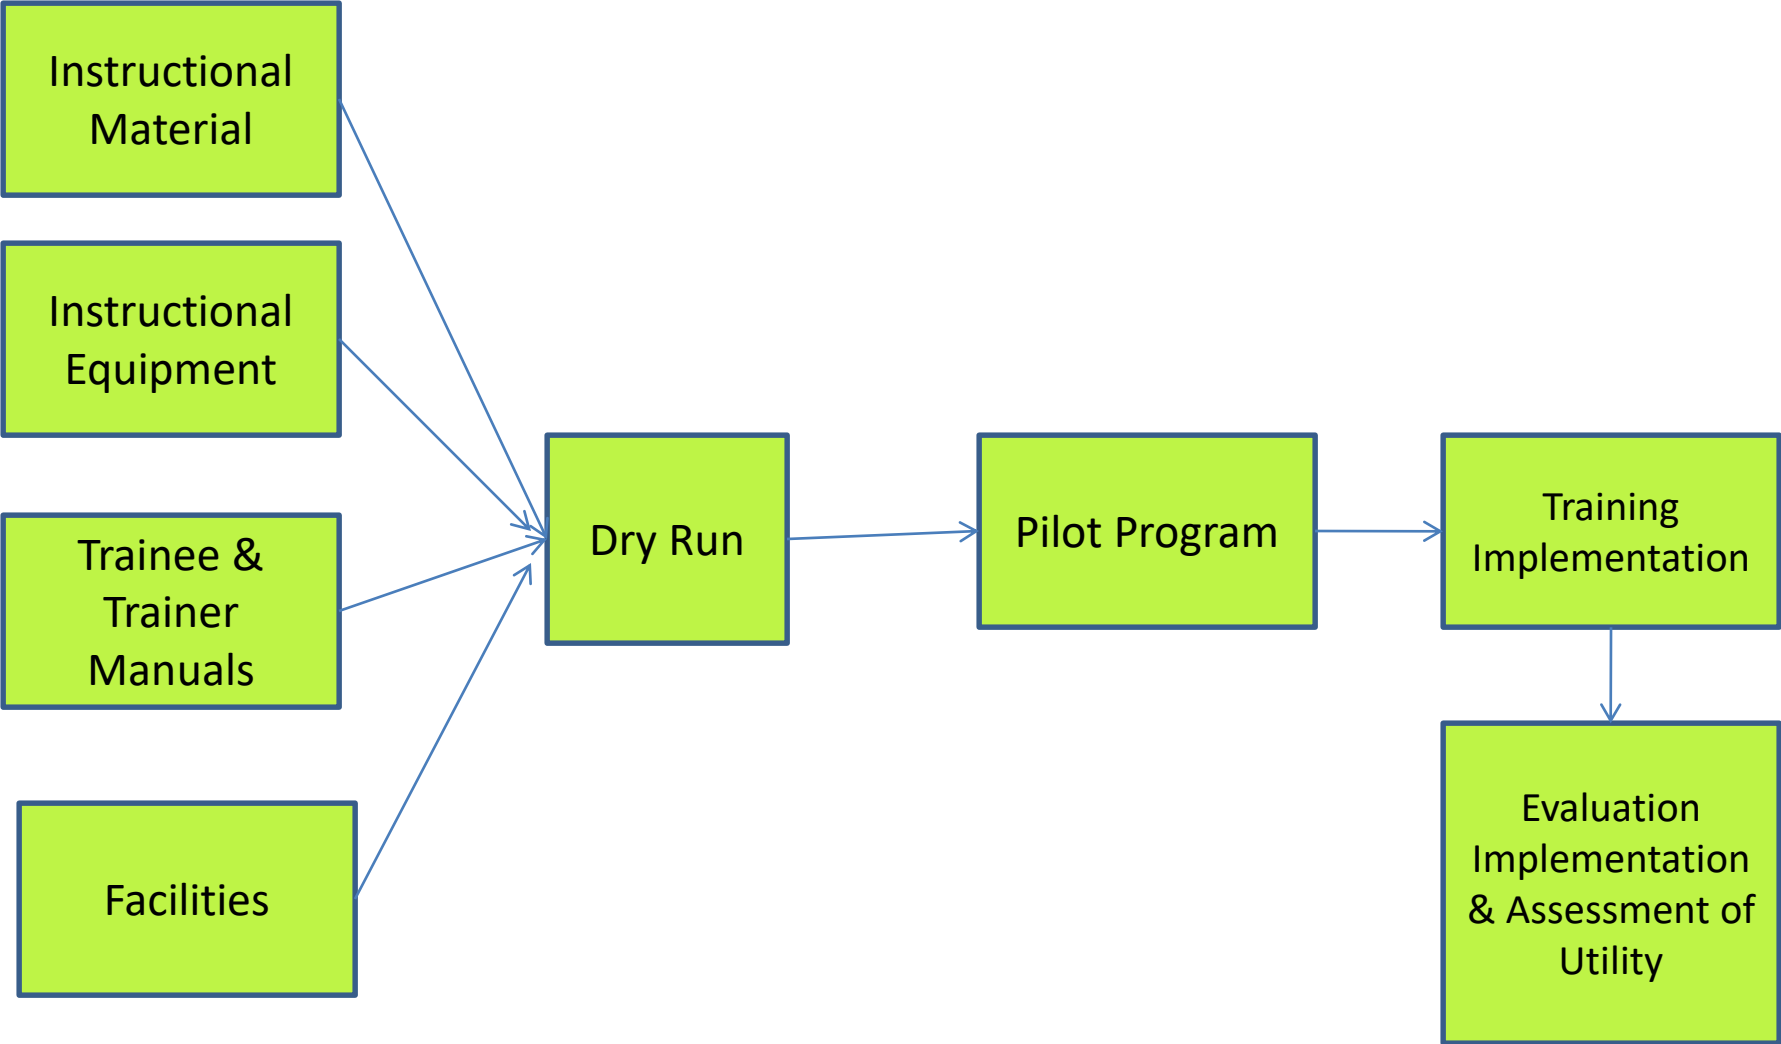 Instructional
Material
Instructional
Equipment
Trainee &
Trainer
Manuals
Facilities
Dry Run
Pilot Program
Training
Implementation
Evaluation
Implementation
& Assessment of
Utility